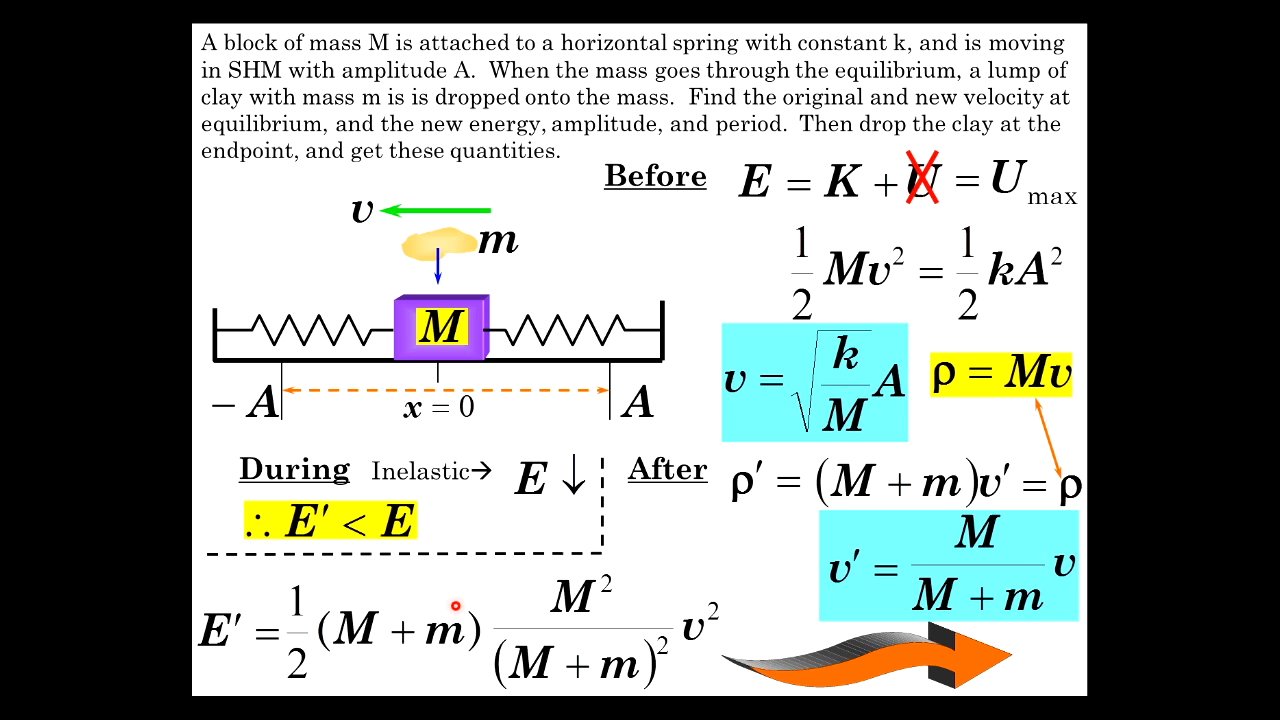 A block of mass M is attached to a horizontal spring with constant k, and is moving
in SHM with amplitude A. When the mass goes through the equilibrium, a lump of
clay with mass m is is dropped onto the mass. Find the original and new velocity at
equilibrium, and the new energy, amplitude, and period. Then drop the clay at the
endpoint, and get these quantities.
Before
E = K + U = U_max
v
m
1/2 Mv² = 1/2 kA²
M
v = √(k/M) A
ρ = Mv
– A
x = 0
A
During Inelastic→ E ↓
After ρ′ = (M + m)v′ = ρ
∴ E′ < E
v′ = M/(M + m) v
E′ = 1/2 (M + m) M²/(M + m)² v²